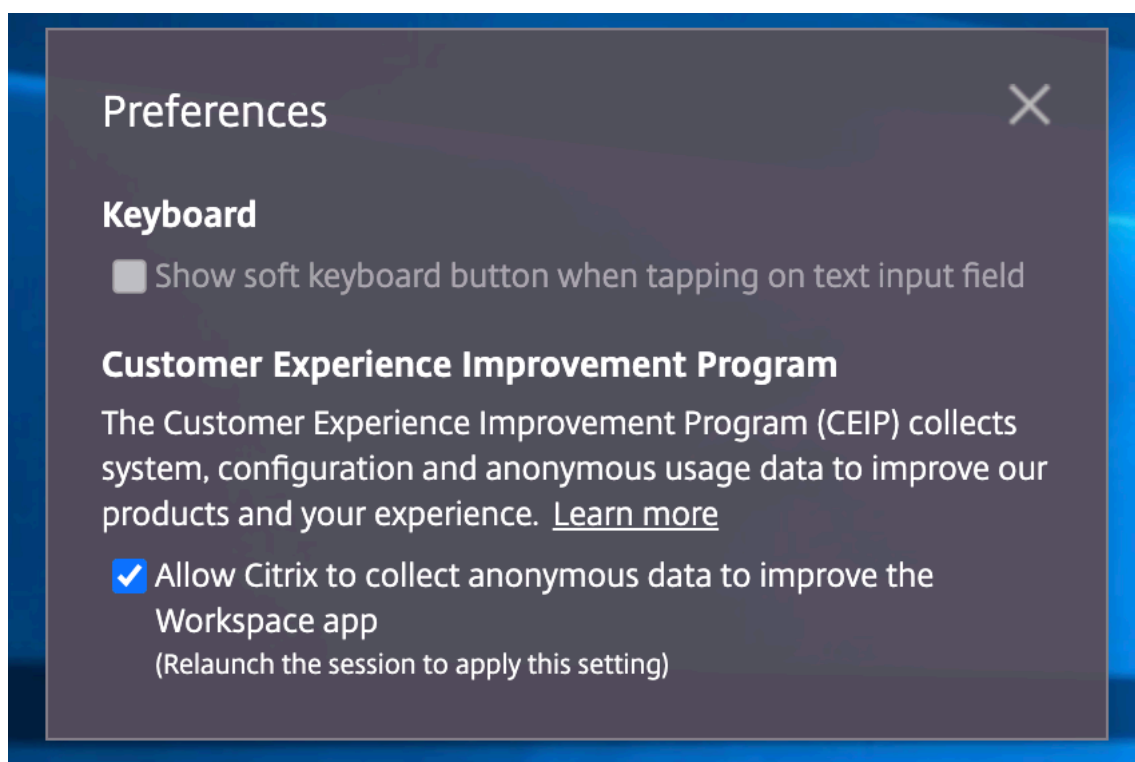 Preferences
Keyboard
Show soft keyboard button when tapping on text input field
Customer Experience Improvement Program
The Customer Experience Improvement Program (CEIP) collects
system, configuration and anonymous usage data to improve our
products and your experience. Learn more
Allow Citrix to collect anonymous data to improve the
Workspace app
(Relaunch the session to apply this setting)